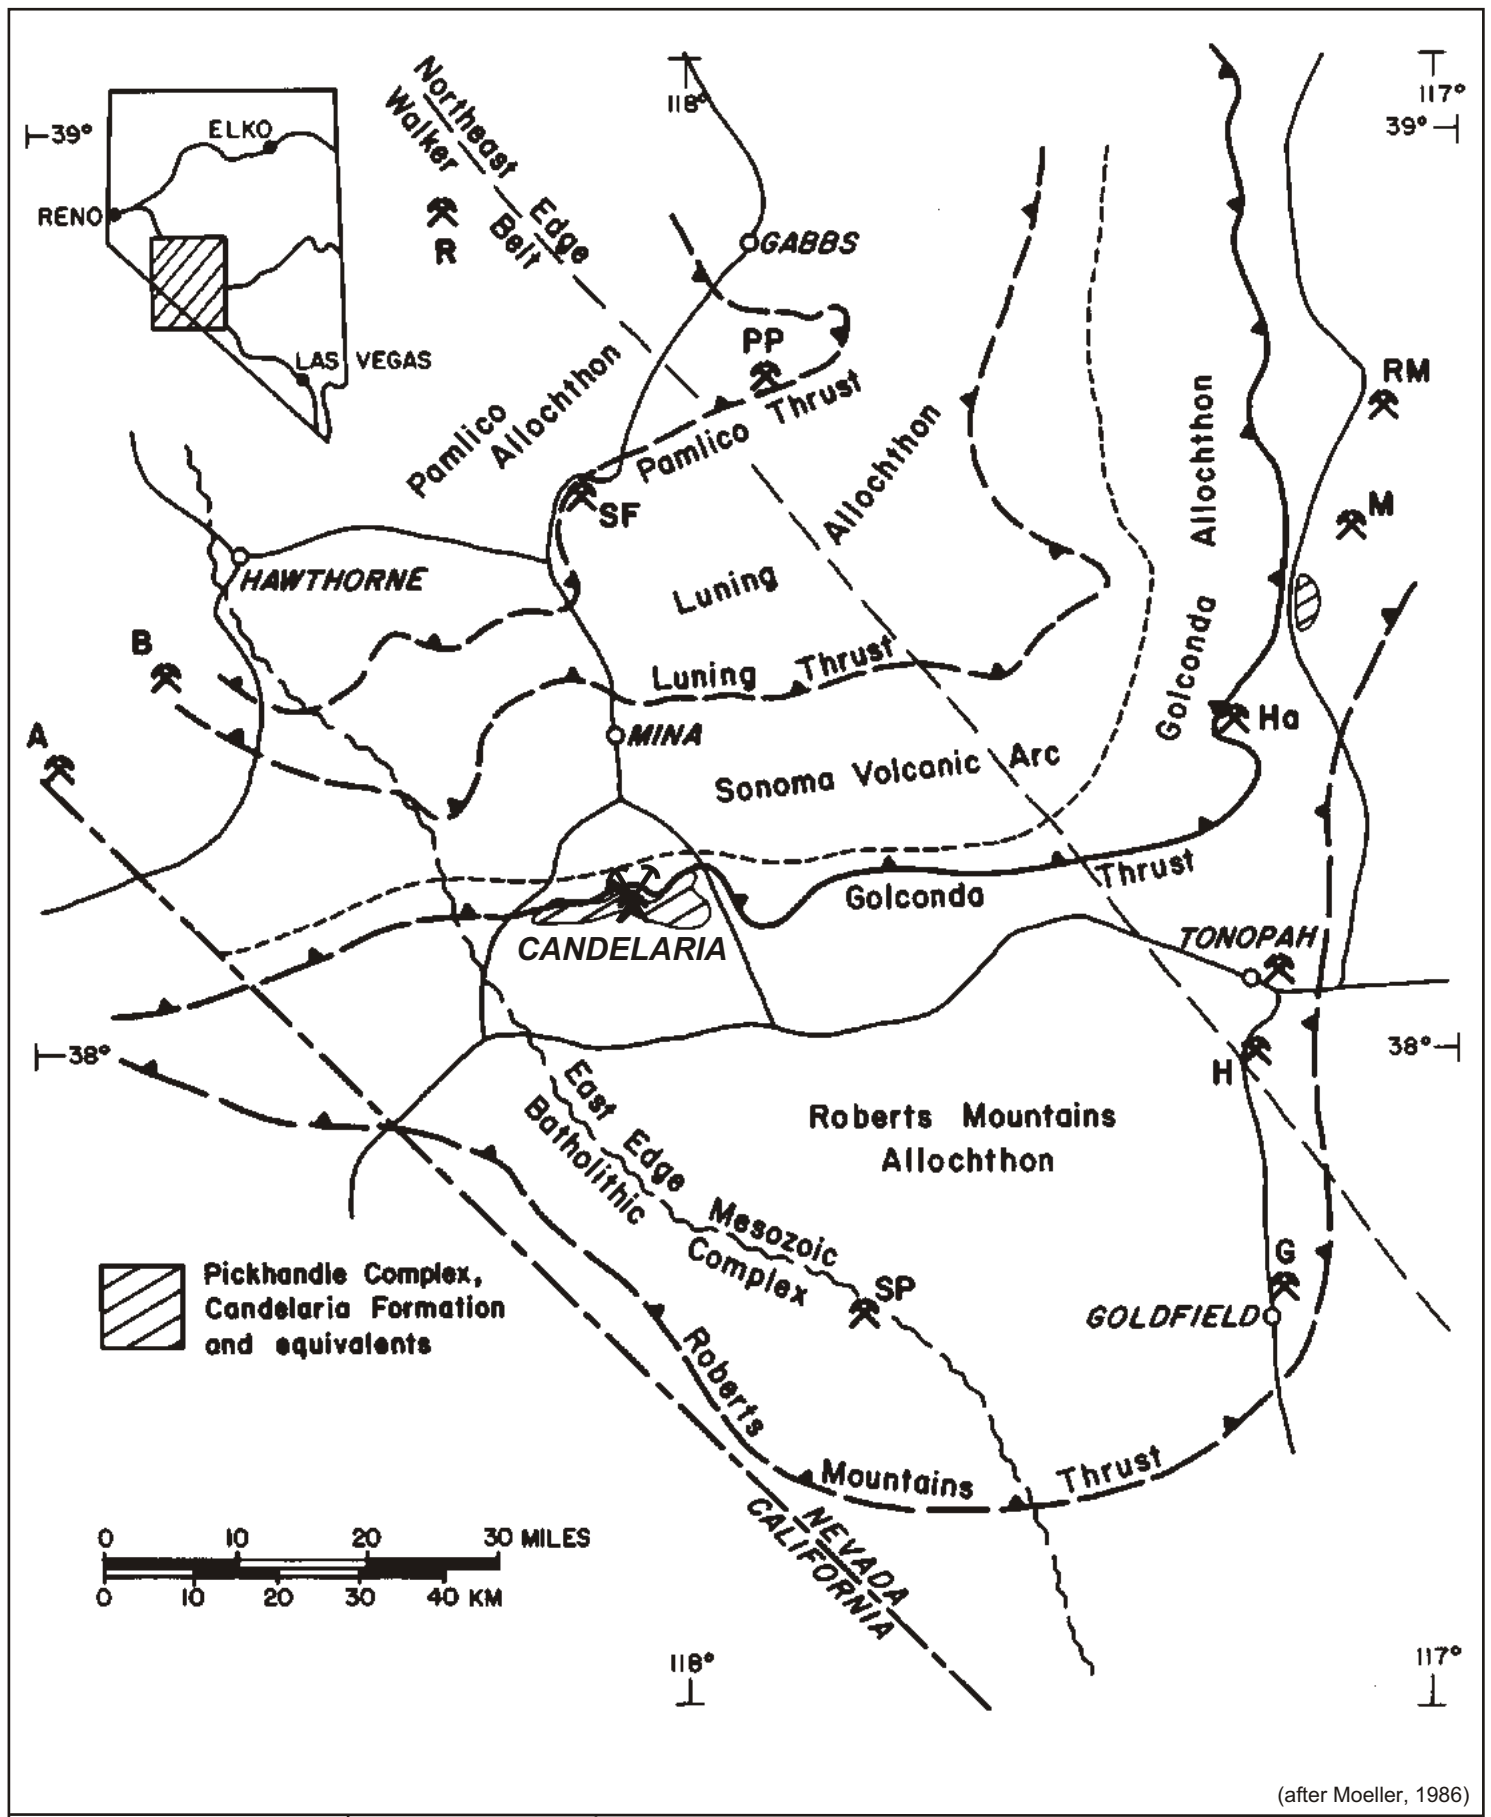 Northeast Edge
Walker Belt
118°
117°
39°
39°
ELKO
RENO
LAS VEGAS
R
GABBS
PP
RM
Pamlico
Allochthon
Pamlico Thrust
Allochthon
Golconda Allochthon
M
SF
HAWTHORNE
Luning
B
Luning Thrust
Ha
A
MINA
Sonoma Volcanic Arc
Golconda Thrust
CANDELARIA
TONOPAH
38°
38°
H
East Edge Mesozoic
Batholithic Complex
Roberts Mountains
Allochthon
G
SP
GOLDFIELD
Pickhandle Complex,
Candelaria Formation
and equivalents
Roberts Mountains Thrust
NEVADA
CALIFORNIA
0 10 20 30 MILES
0 10 20 30 40 KM
118°
117°
(after Moeller, 1986)